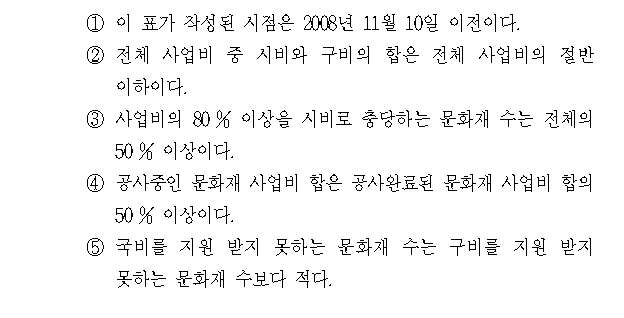 ① 이 표가 작성된 시점은 2008년 11월 10일 이전이다.
② 전체 사업비 중 시비와 구비의 합은 전체 사업비의 절반
이하이다.
③ 사업비의 80 % 이상을 시비로 충당하는 문화재 수는 전체의
50 % 이상이다.
④ 공사중인 문화재 사업비 합은 공사완료된 문화재 사업비 합의
50 % 이상이다.
⑤ 국비를 지원 받지 못하는 문화재 수는 구비를 지원 받지
못하는 문화재 수보다 적다.